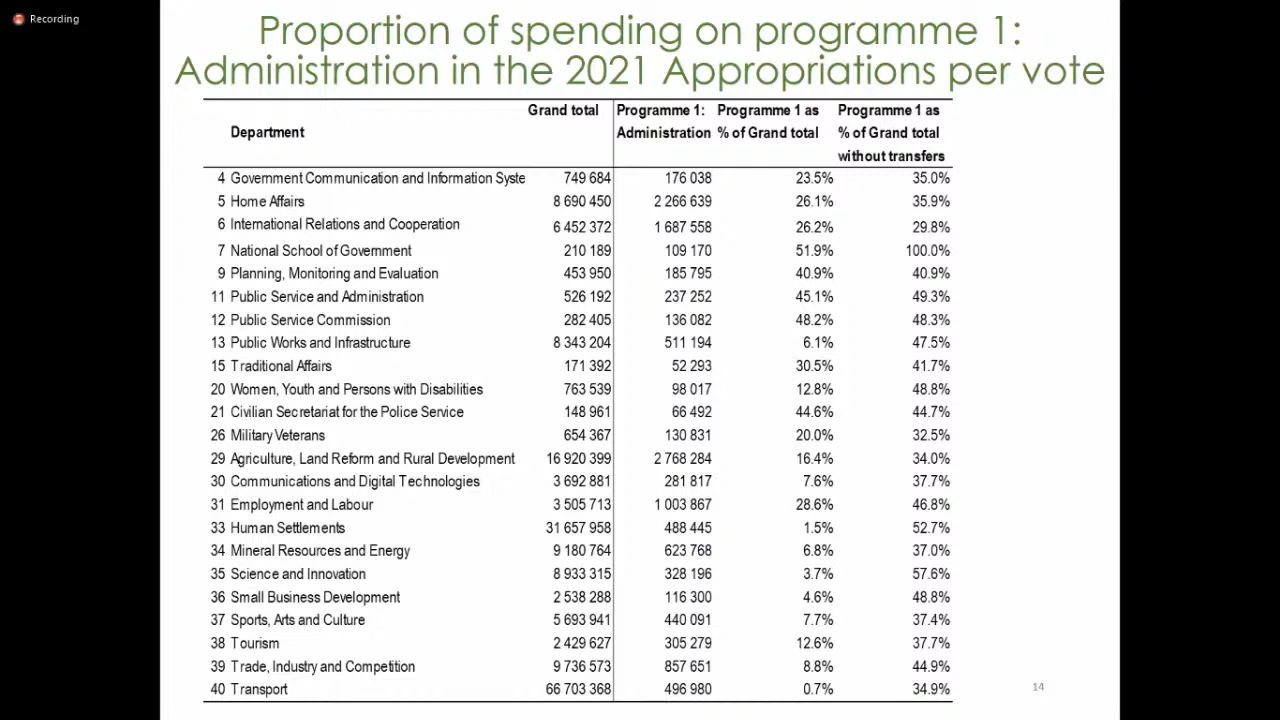 Recording
Proportion of spending on programme 1:
Administration in the 2021 Appropriations per vote
Department Grand total Programme 1: Administration Programme 1 as % of Grand total Programme 1 as % of Grand total without transfers
4 Government Communication and Information Syste 749 684 176 038 23.5% 35.0%
5 Home Affairs 8 690 450 2 266 639 26.1% 35.9%
6 International Relations and Cooperation 6 452 372 1 687 558 26.2% 29.8%
7 National School of Government 210 189 109 170 51.9% 100.0%
9 Planning, Monitoring and Evaluation 453 950 185 795 40.9% 40.9%
11 Public Service and Administration 526 192 237 252 45.1% 49.3%
12 Public Service Commission 282 405 136 082 48.2% 48.3%
13 Public Works and Infrastructure 8 343 204 511 194 6.1% 47.5%
15 Traditional Affairs 171 392 52 293 30.5% 41.7%
20 Women, Youth and Persons with Disabilities 763 539 98 017 12.8% 48.8%
21 Civilian Secretariat for the Police Service 148 961 66 492 44.6% 44.7%
26 Military Veterans 654 367 130 831 20.0% 32.5%
29 Agriculture, Land Reform and Rural Development 16 920 399 2 768 284 16.4% 34.0%
30 Communications and Digital Technologies 3 692 881 281 817 7.6% 37.7%
31 Employment and Labour 3 505 713 1 003 867 28.6% 46.8%
33 Human Settlements 31 657 958 488 445 1.5% 52.7%
34 Mineral Resources and Energy 9 180 764 623 768 6.8% 37.0%
35 Science and Innovation 8 933 315 328 196 3.7% 57.6%
36 Small Business Development 2 538 288 116 300 4.6% 48.8%
37 Sports, Arts and Culture 5 693 941 440 091 7.7% 37.4%
38 Tourism 2 429 627 305 279 12.6% 37.7%
39 Trade, Industry and Competition 9 736 573 857 651 8.8% 44.9%
40 Transport 66 703 368 496 980 0.7% 34.9%
14